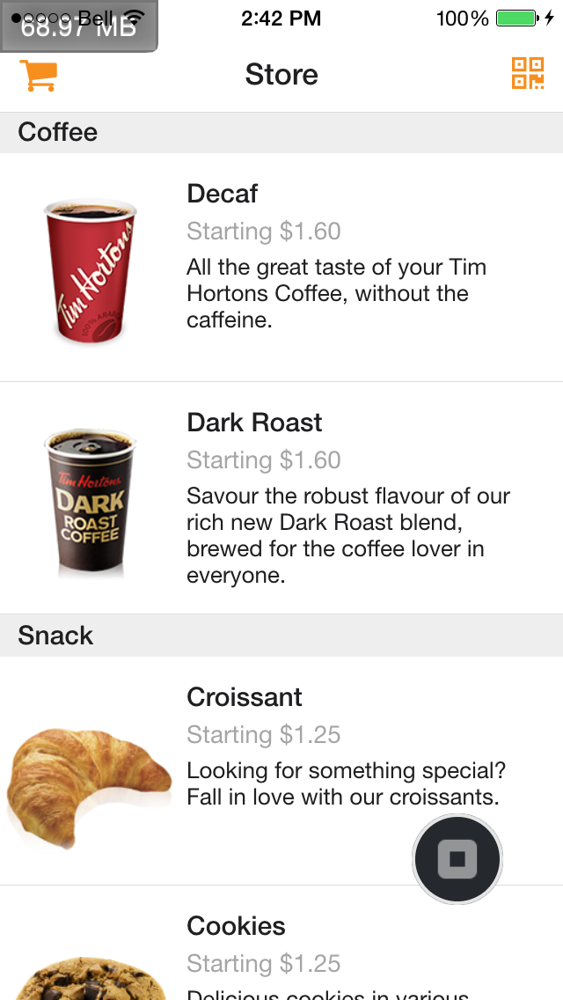 Bell 2:42 PM 100%
68.97 MB
Store
Coffee
Decaf
Starting $1.60
All the great taste of your Tim
Hortons Coffee, without the
caffeine.
Tim Hortons
100% ARABICA
Dark Roast
Starting $1.60
Savour the robust flavour of our
rich new Dark Roast blend,
brewed for the coffee lover in
everyone.
Tim Hortons
DARK
ROAST
COFFEE
Snack
Croissant
Starting $1.25
Looking for something special?
Fall in love with our croissants.
Cookies
Starting $1.25
Delicious cookies in various